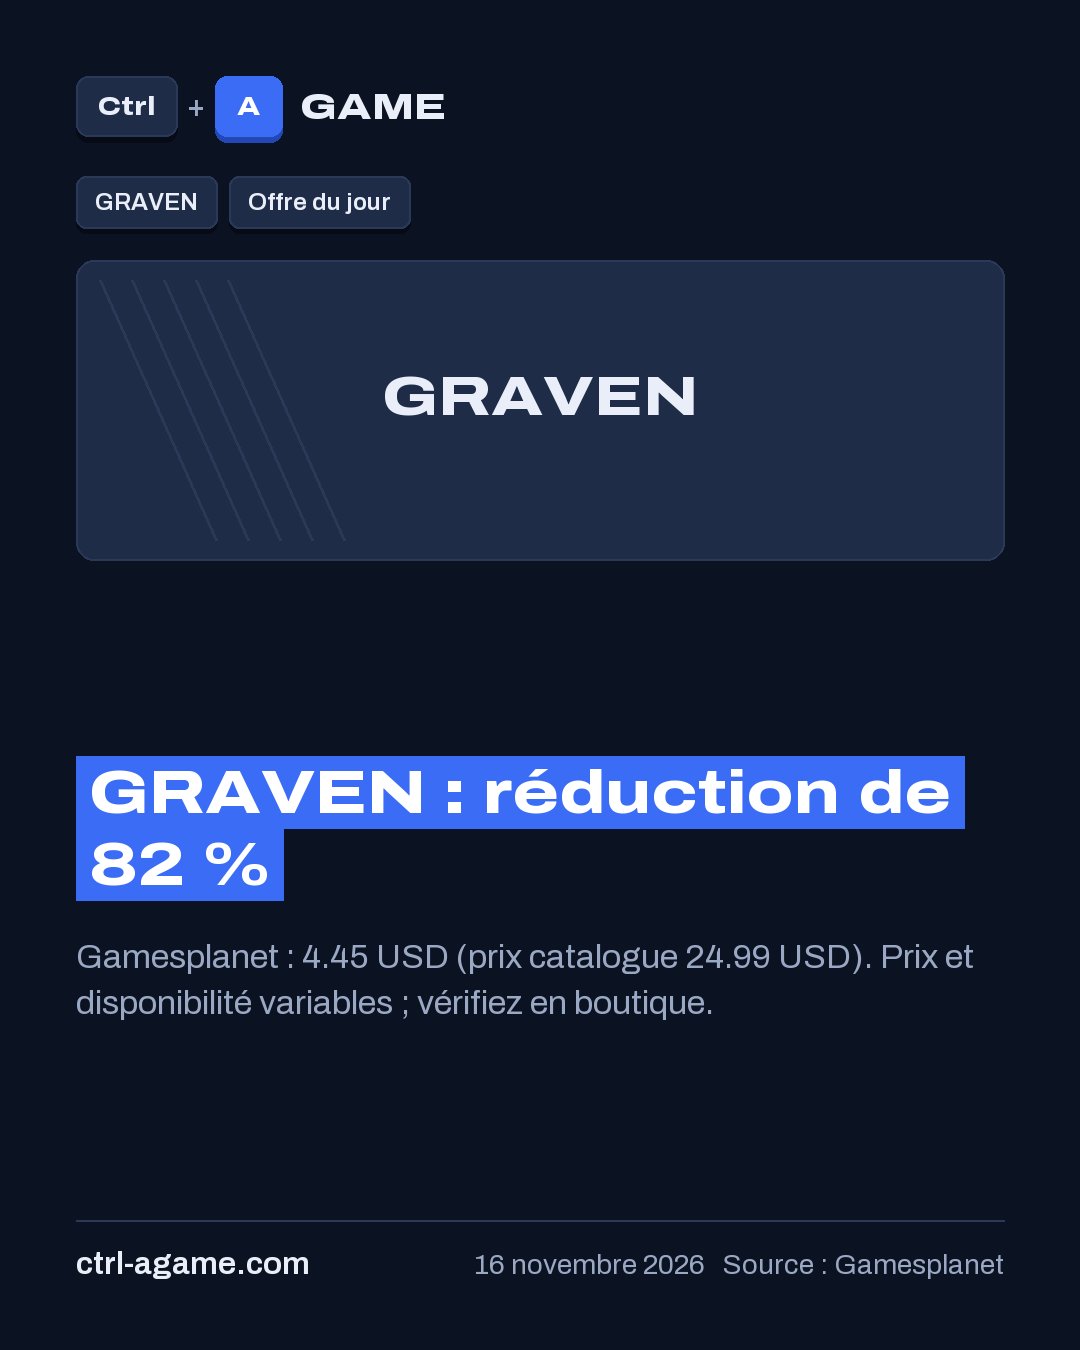 Ctrl + A GAME
GRAVEN Offre du jour
GRAVEN
GRAVEN : réduction de
82 %
Gamesplanet : 4.45 USD (prix catalogue 24.99 USD). Prix et
disponibilité variables ; vérifiez en boutique.
ctrl-agame.com 16 novembre 2026 Source : Gamesplanet